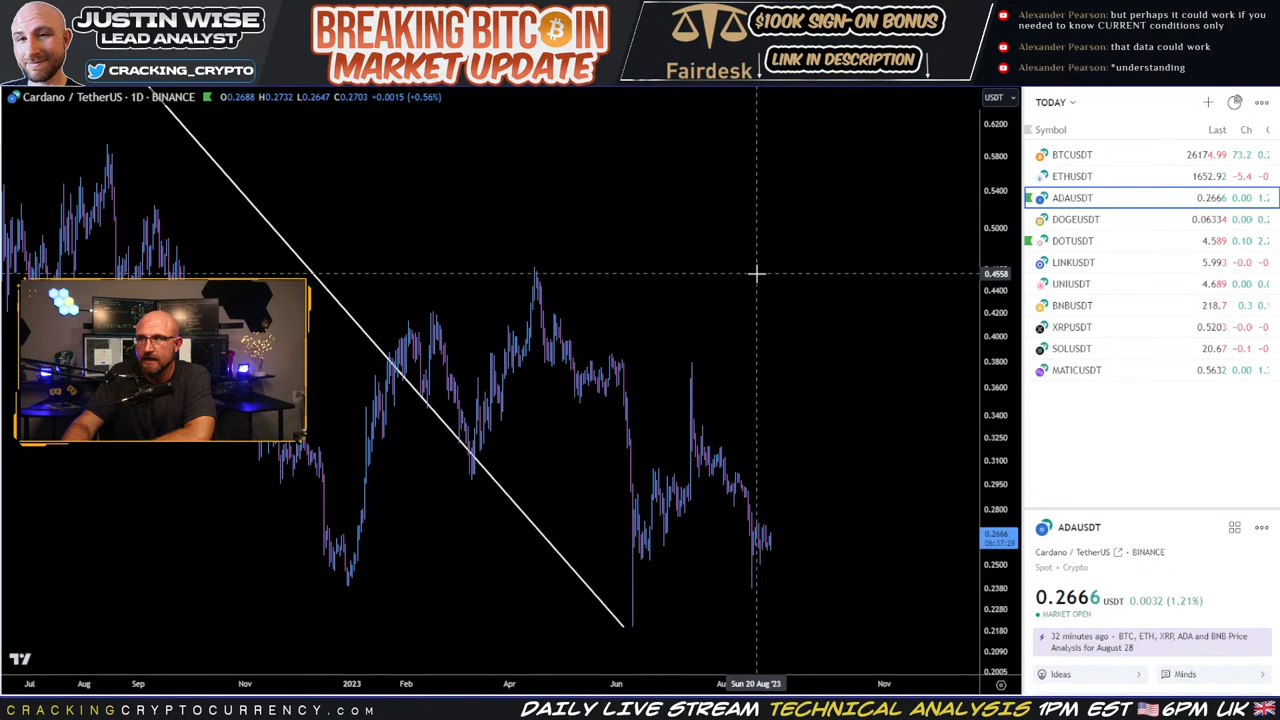 JUSTIN WISE
LEAD ANALYST
CRACKING_CRYPTO
BREAKING BITCOIN
MARKET UPDATE
Fairdesk
$100K SIGN-ON BONUS
LINK IN DESCRIPTION
Alexander Pearson: but perhaps it could work if you
needed to know CURRENT conditions only
Alexander Pearson: that data could work
Alexander Pearson: *understanding
Cardano / TetherUS · 1D · BINANCE O0.2688 H0.2732 L0.2647 C0.2703 +0.0015 (+0.56%)
USDT
0.6200
0.5800
0.5400
0.5000
0.4558
0.4400
0.4200
0.4000
0.3800
0.3600
0.3400
0.3250
0.3100
0.2950
0.2800
0.2666
06:37:29
0.2500
0.2380
0.2280
0.2180
0.2090
0.2005
Jul Aug Sep Nov 2023 Feb Apr Jun Sun 20 Aug '23 Nov
TODAY
Symbol Last Ch
BTCUSDT 26174.99 73.2
ETHUSDT 1652.92 −5.4
ADAUSDT 0.2666 0.00
DOGEUSDT 0.06334 0.00
DOTUSDT 4.589 0.10
LINKUSDT 5.993 −0.0
UNIUSDT 4.689 0.00
BNBUSDT 218.7 0.3
XRPUSDT 0.5203 −0.0
SOLUSDT 20.67 −0.1
MATICUSDT 0.5632 0.00
ADAUSDT
Cardano / TetherUS · BINANCE
Spot · Crypto
0.2666 USDT 0.0032 (1.21%)
MARKET OPEN
32 minutes ago · BTC, ETH, XRP, ADA and BNB Price
Analysis for August 28
Ideas
Minds
CRACKINGCRYPTOCURRENCY.com
DAILY LIVE STREAM TECHNICAL ANALYSIS 1PM EST 6PM UK